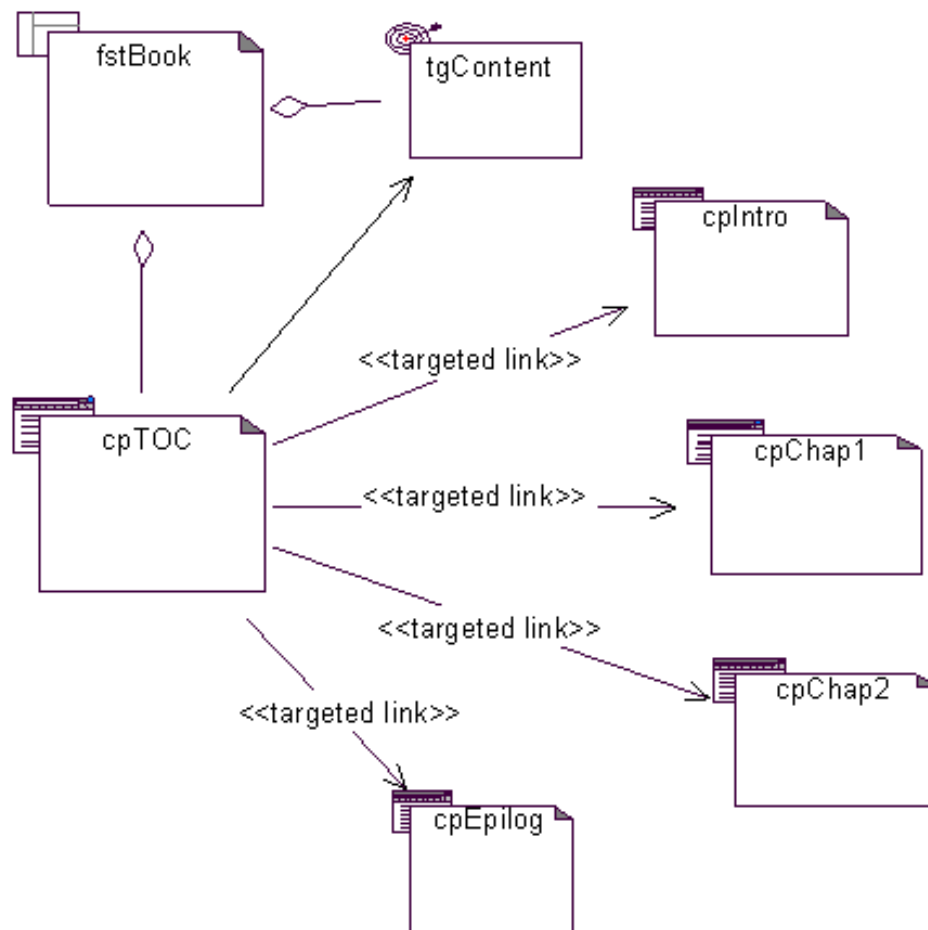 fstBook
tgContent
cpIntro
<<targeted link>>
cpTOC
cpChap1
<<targeted link>>
<<targeted link>>
cpChap2
<<targeted link>>
cpEpilog